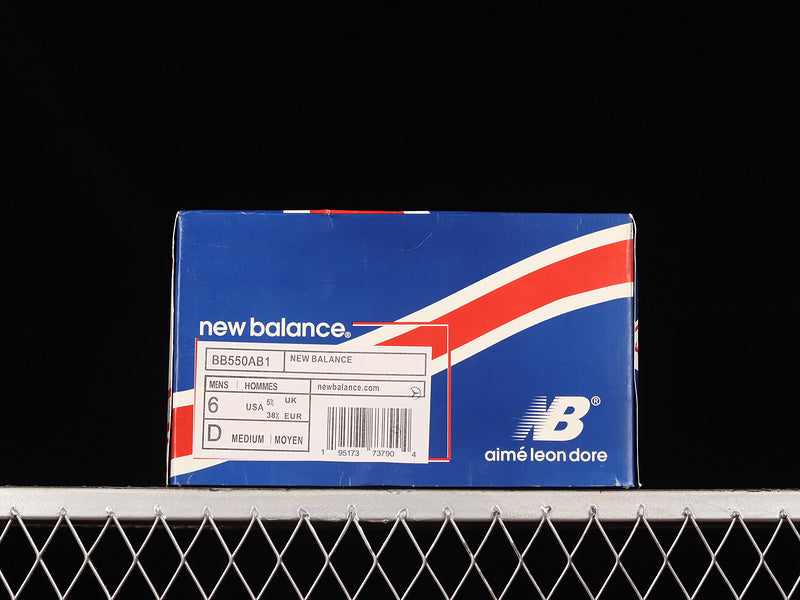 new balance®
BB550AB1 NEW BALANCE
MENS | HOMMES newbalance.com
6 USA 5½ UK
38½ EUR
D MEDIUM | MOYEN
1 95173 73790 4
NB®
aimé leon dore